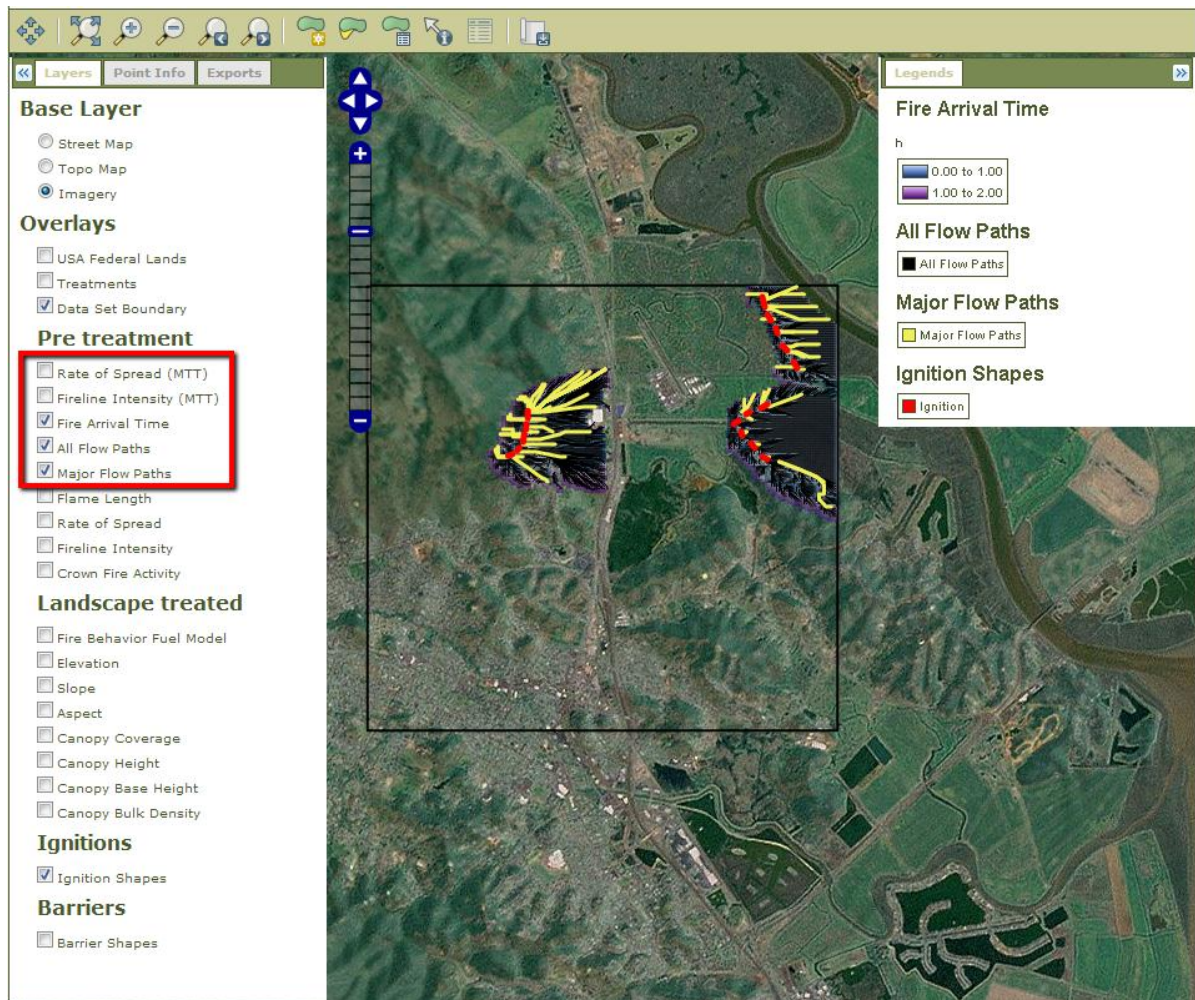 Layers
Point Info
Exports
Base Layer
Street Map
Topo Map
Imagery
Overlays
USA Federal Lands
Treatments
Data Set Boundary
Pre treatment
Rate of Spread (MTT)
Fireline Intensity (MTT)
Fire Arrival Time
All Flow Paths
Major Flow Paths
Flame Length
Rate of Spread
Fireline Intensity
Crown Fire Activity
Landscape treated
Fire Behavior Fuel Model
Elevation
Slope
Aspect
Canopy Coverage
Canopy Height
Canopy Base Height
Canopy Bulk Density
Ignitions
Ignition Shapes
Barriers
Barrier Shapes
Legends
Fire Arrival Time
h
0.00 to 1.00
1.00 to 2.00
All Flow Paths
All Flow Paths
Major Flow Paths
Major Flow Paths
Ignition Shapes
Ignition